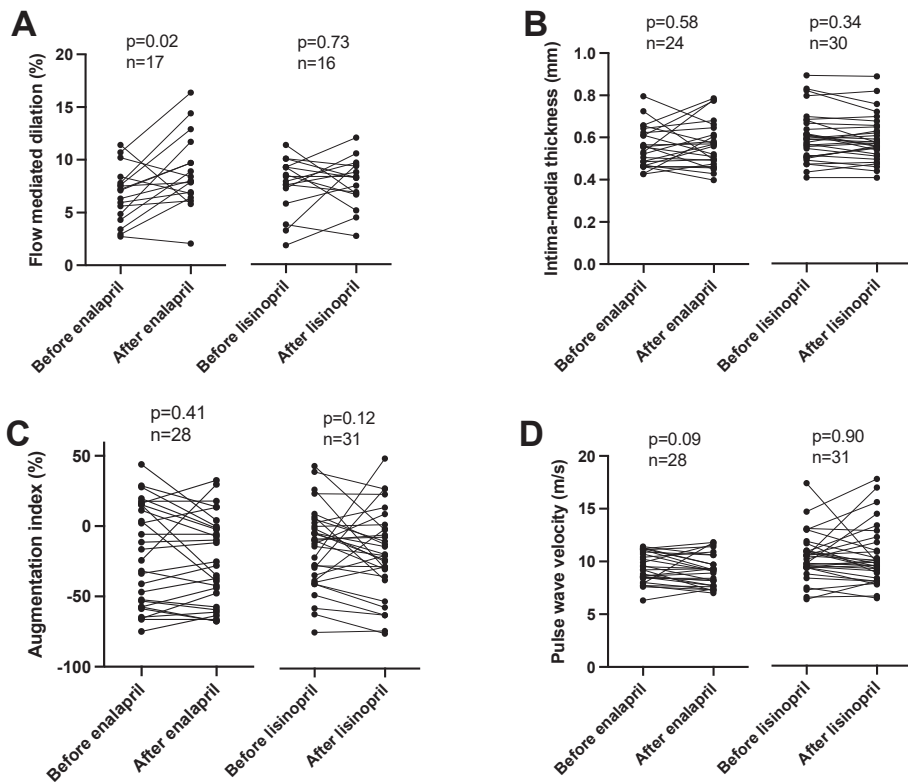 A
p=0.02
n=17
p=0.73
n=16
Flow mediated dilation (%)
20
15
10
5
0
Before enalapril
After enalapril
Before lisinopril
After lisinopril
B
p=0.58
n=24
p=0.34
n=30
Intima-media thickness (mm)
1.0
0.8
0.6
0.4
0.2
0.0
Before enalapril
After enalapril
Before lisinopril
After lisinopril
C
p=0.41
n=28
p=0.12
n=31
Augmentation index (%)
50
0
-50
-100
Before enalapril
After enalapril
Before lisinopril
After lisinopril
D
p=0.09
n=28
p=0.90
n=31
Pulse wave velocity (m/s)
20
15
10
5
0
Before enalapril
After enalapril
Before lisinopril
After lisinopril